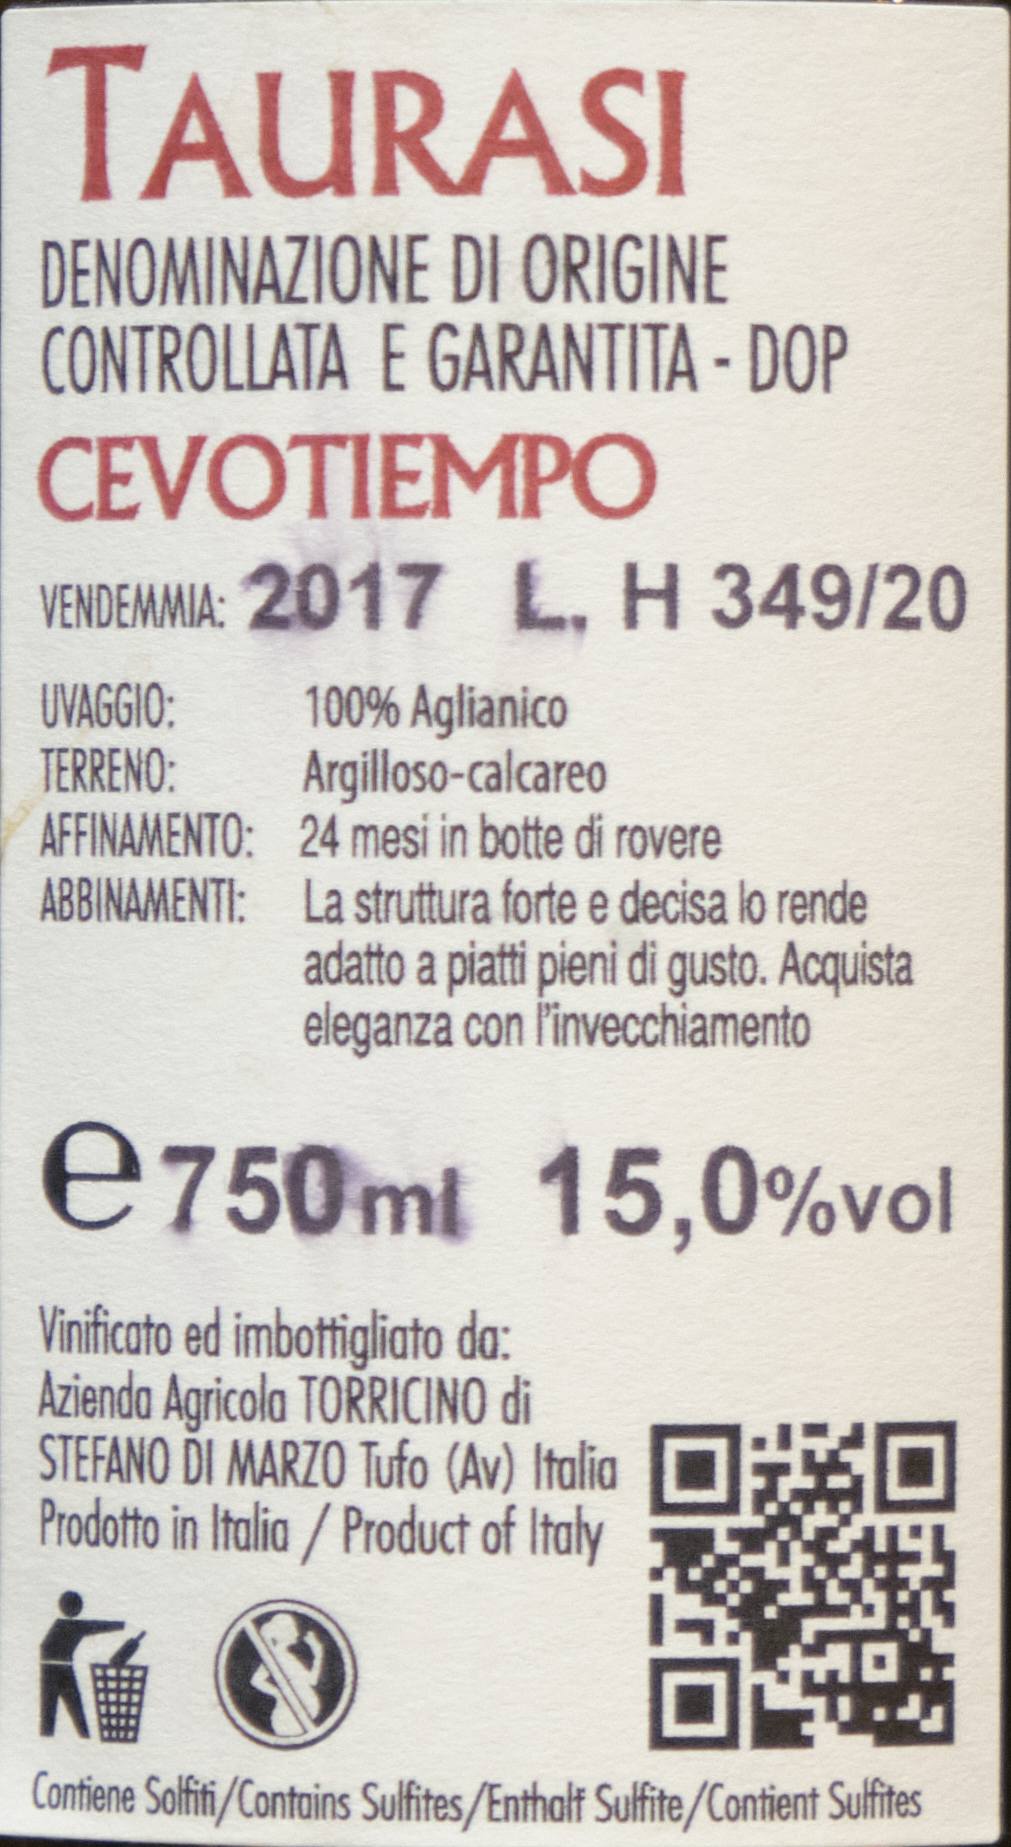 TAURASI
DENOMINAZIONE DI ORIGINE
CONTROLLATA E GARANTITA - DOP
CEVOTIEMPO
VENDEMMIA: 2017 L. H 349/20
UVAGGIO: 100% Aglianico
TERRENO: Argilloso-calcareo
AFFINAMENTO: 24 mesi in botte di rovere
ABBINAMENTI: La struttura forte e decisa lo rende
adatto a piatti pieni di gusto. Acquista
eleganza con l'invecchiamento
e 750 ml 15,0%vol
Vinificato ed imbottigliato da:
Azienda Agricola TORRICINO di
STEFANO DI MARZO Tufo (Av) Italia
Prodotto in Italia / Product of Italy
Contiene Solfiti/Contains Sulfites/Enthalt Sulfite/Contient Sulfites